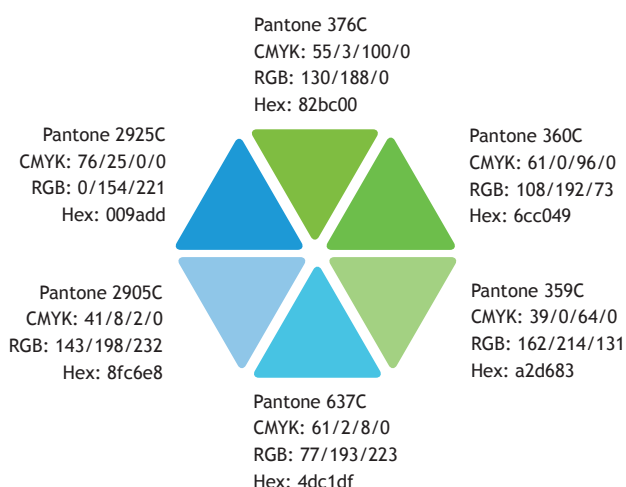 Pantone 376C
CMYK: 55/3/100/0
RGB: 130/188/0
Hex: 82bc00
Pantone 2925C
CMYK: 76/25/0/0
RGB: 0/154/221
Hex: 009add
Pantone 360C
CMYK: 61/0/96/0
RGB: 108/192/73
Hex: 6cc049
Pantone 2905C
CMYK: 41/8/2/0
RGB: 143/198/232
Hex: 8fc6e8
Pantone 359C
CMYK: 39/0/64/0
RGB: 162/214/131
Hex: a2d683
Pantone 637C
CMYK: 61/2/8/0
RGB: 77/193/223
Hex: 4dc1df